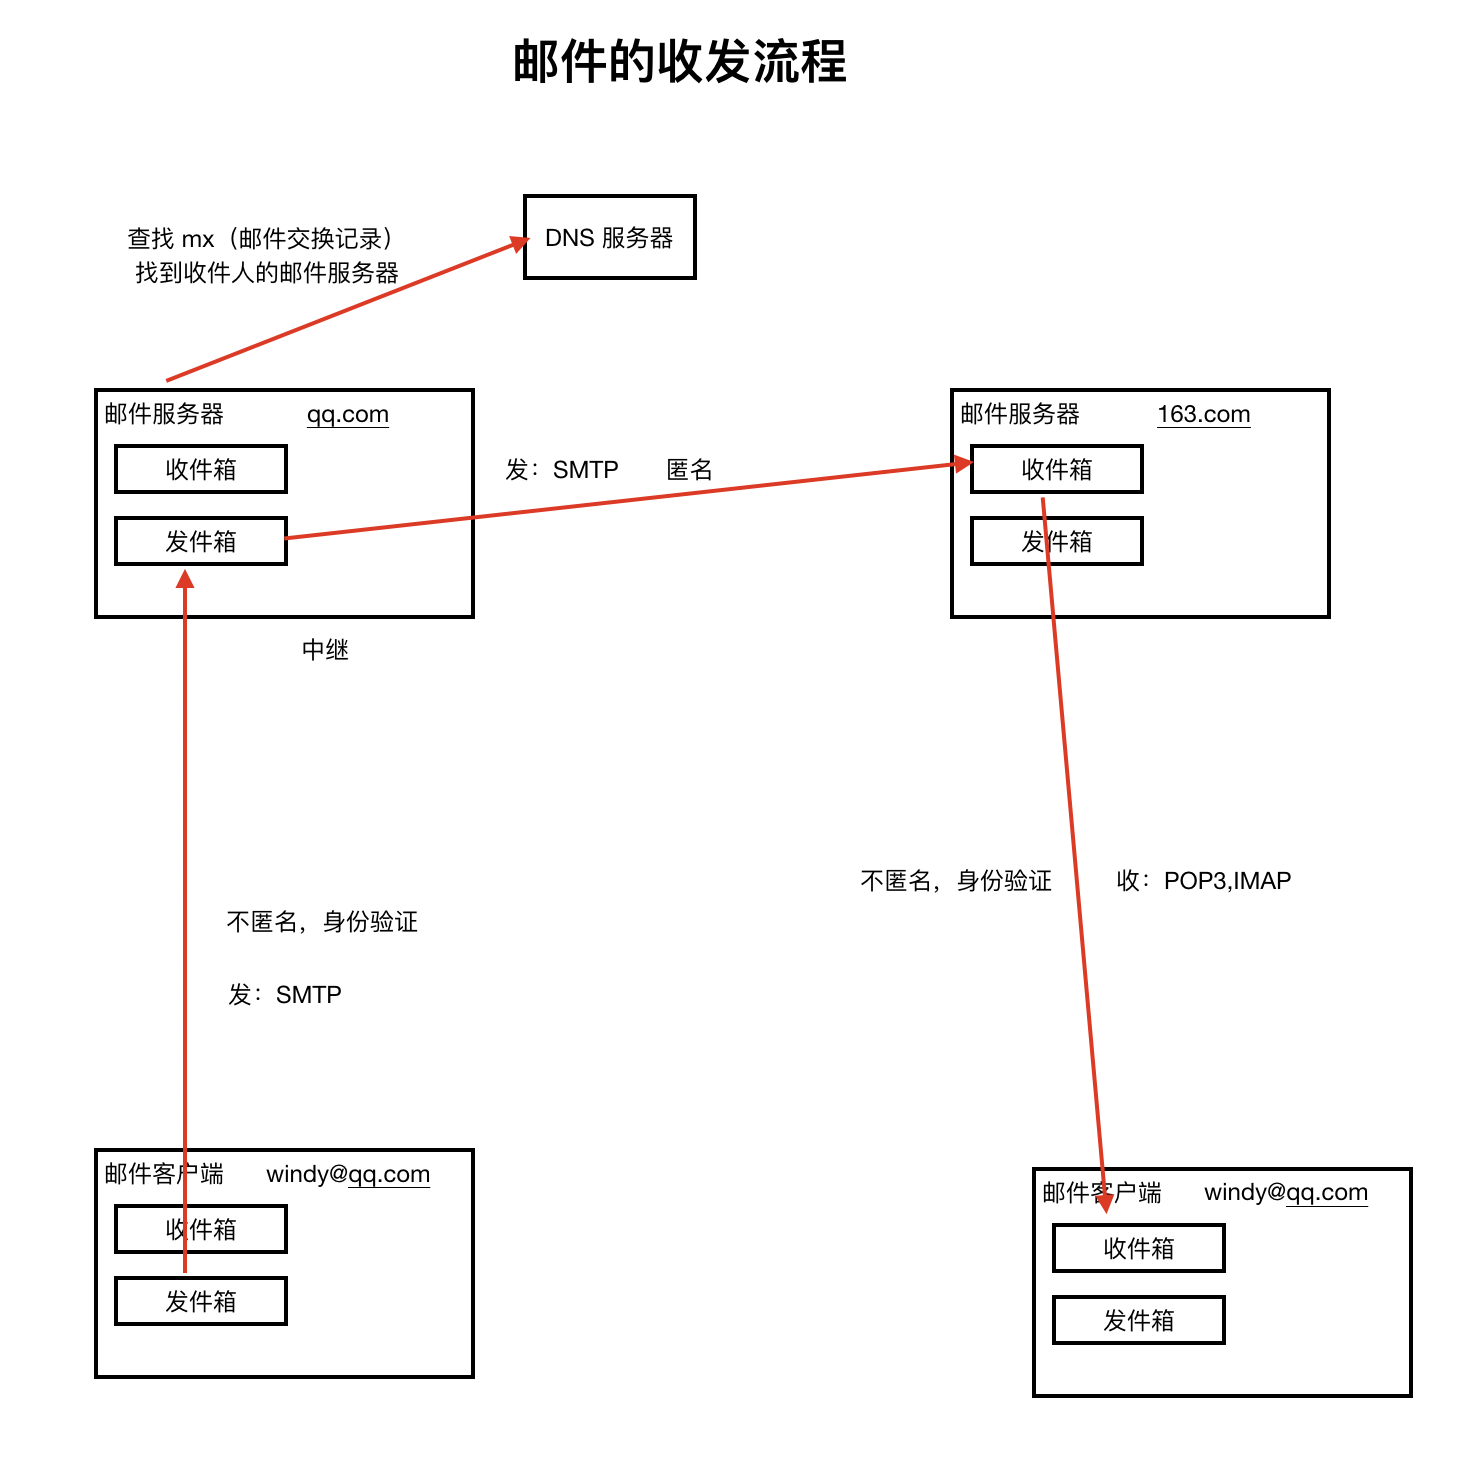 邮件的收发流程
DNS 服务器
查找 mx（邮件交换记录）
找到收件人的邮件服务器
邮件服务器 qq.com
收件箱
发件箱
发：SMTP 匿名
邮件服务器 163.com
收件箱
发件箱
中继
不匿名，身份验证
发：SMTP
不匿名，身份验证 收：POP3,IMAP
邮件客户端 windy@qq.com
收件箱
发件箱
邮件客户端 windy@qq.com
收件箱
发件箱